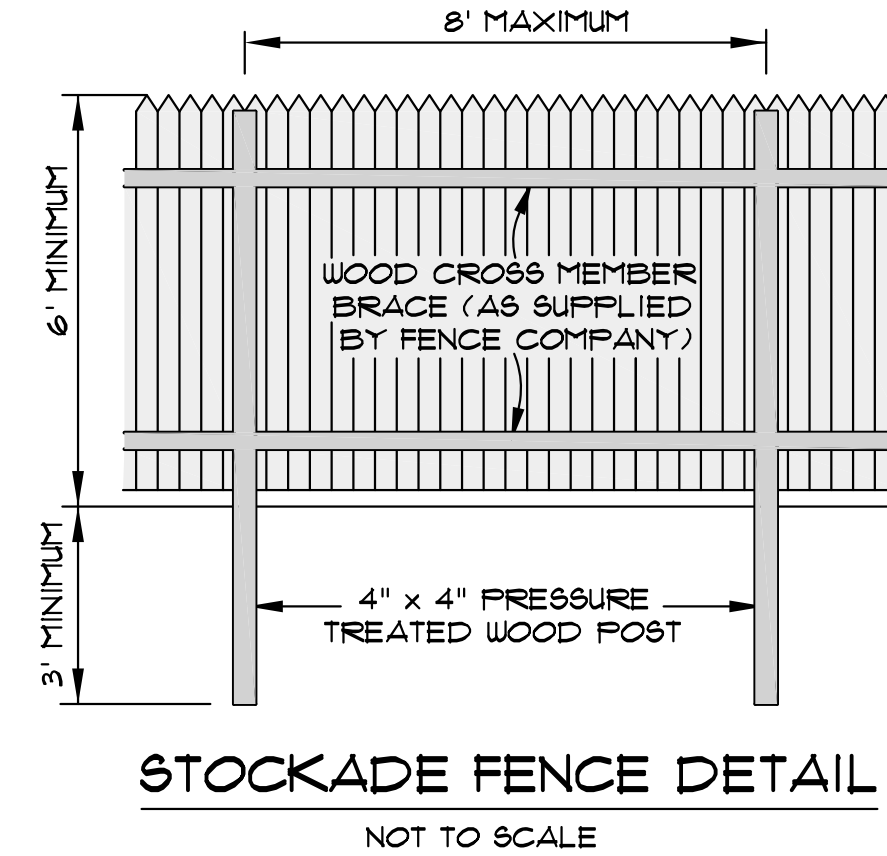 8' MAXIMUM
6' MINIMUM
WOOD CROSS MEMBER
BRACE (AS SUPPLIED
BY FENCE COMPANY)
3' MINIMUM
4" x 4" PRESSURE
TREATED WOOD POST
STOCKADE FENCE DETAIL
NOT TO SCALE